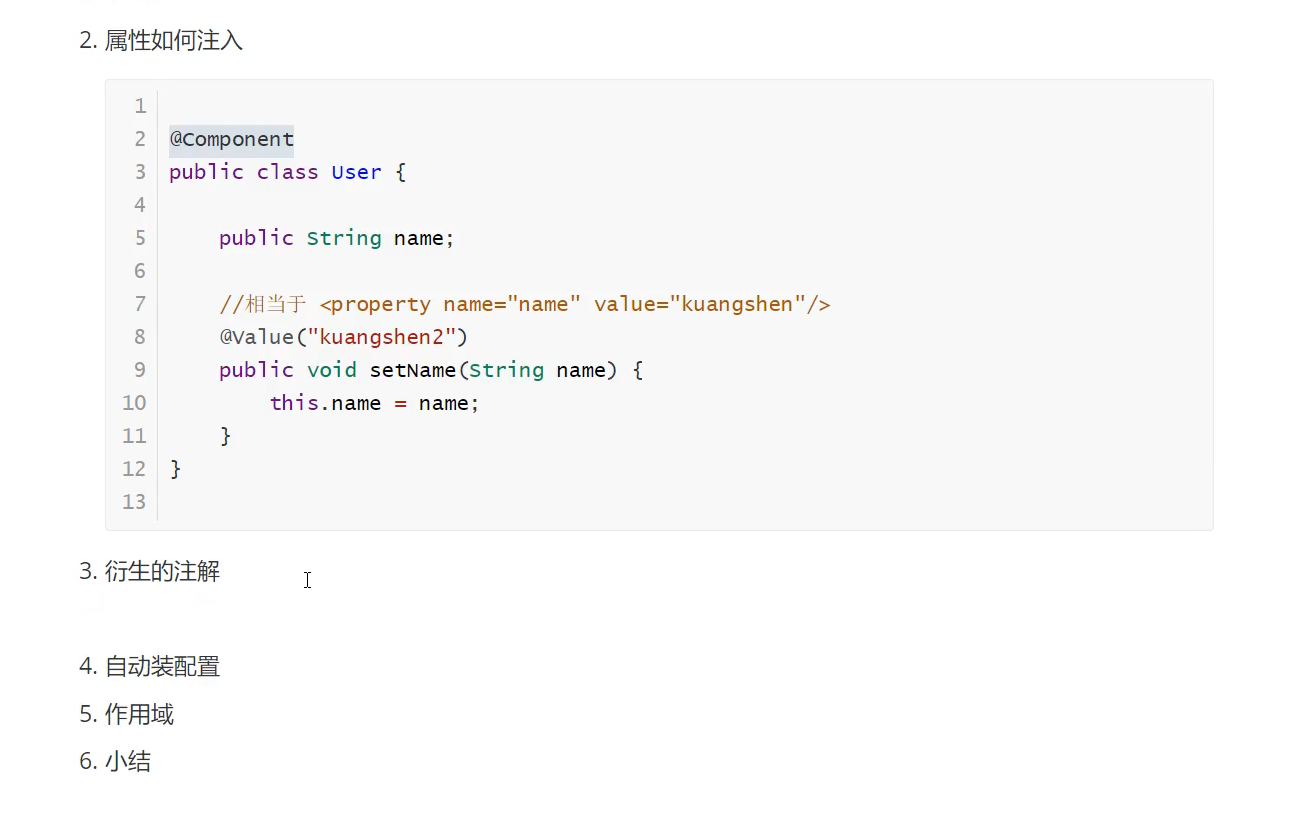 2. 属性如何注入
1
2 @Component
3 public class User {
4
5 public String name;
6
7 //相当于 <property name="name" value="kuangshen"/>
8 @Value("kuangshen2")
9 public void setName(String name) {
10 this.name = name;
11 }
12 }
13
3. 衍生的注解
4. 自动装配置
5. 作用域
6. 小结